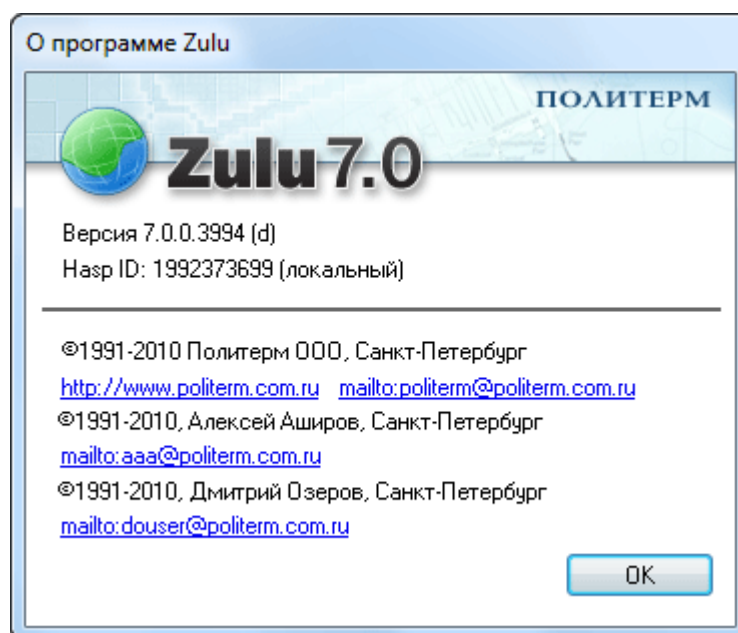 О программе Zulu
ПОЛИТЕРМ
Zulu 7.0
Версия 7.0.0.3994 (d)
Hasp ID: 1992373699 (локальный)
©1991-2010 Политерм ООО, Санкт-Петербург
http://www.politerm.com.ru mailto:politerm@politerm.com.ru
©1991-2010, Алексей Аширов, Санкт-Петербург
mailto:aaa@politerm.com.ru
©1991-2010, Дмитрий Озеров, Санкт-Петербург
mailto:douser@politerm.com.ru
OK